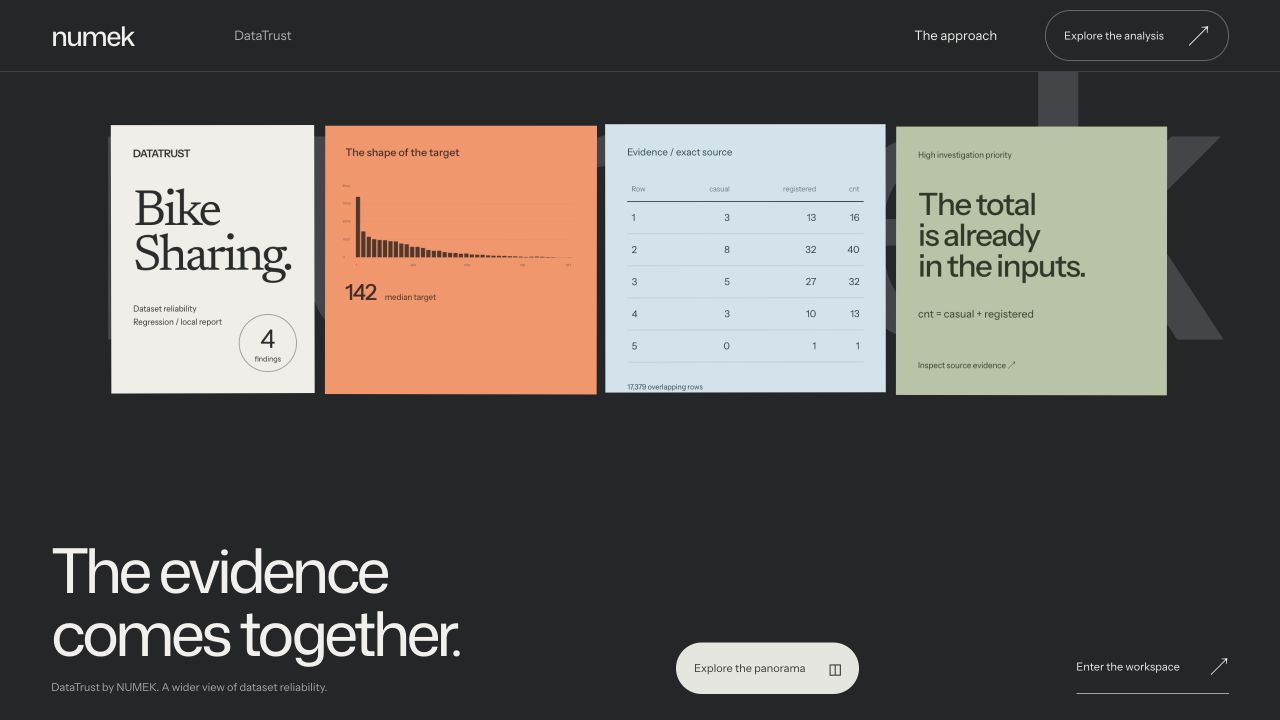 numek
DataTrust
The approach
Explore the analysis
DATATRUST
Bike
Sharing.
Dataset reliability
Regression / local report
4
findings
The shape of the target
142 median target
Evidence / exact source
Row casual registered cnt
1 3 13 16
2 8 32 40
3 5 27 32
4 3 10 13
5 0 1 1
17,379 overlapping rows
High investigation priority
The total
is already
in the inputs.
cnt = casual + registered
Inspect source evidence
The evidence
comes together.
DataTrust by NUMEK. A wider view of dataset reliability.
Explore the panorama
Enter the workspace